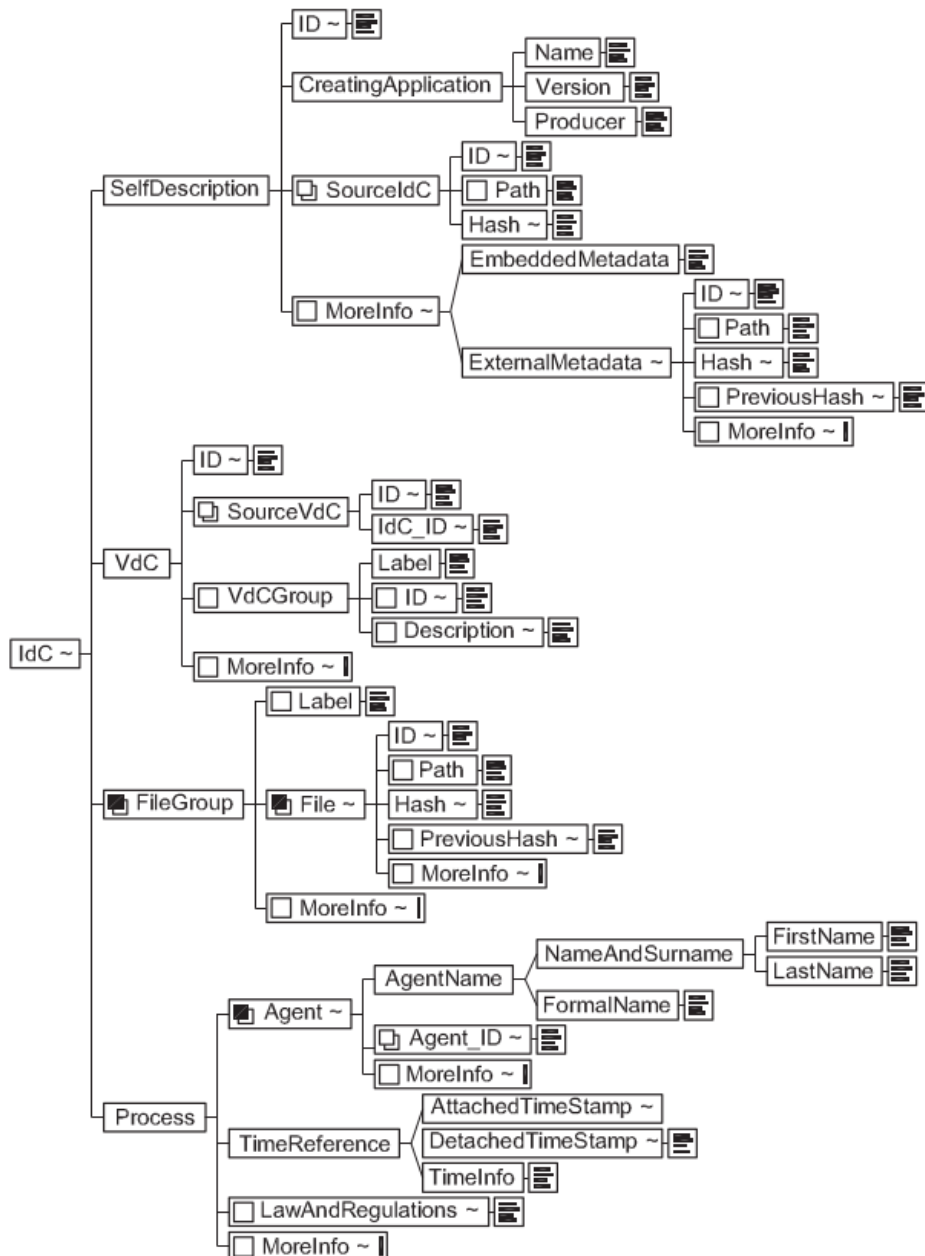 ID ~
CreatingApplication
Name
Version
Producer
SelfDescription
SourceIdC
ID ~
Path
Hash ~
MoreInfo ~
EmbeddedMetadata
ExternalMetadata ~
ID ~
Path
Hash ~
PreviousHash ~
MoreInfo ~
IdC ~
VdC
ID ~
SourceVdC
ID ~
IdC_ID ~
VdCGroup
Label
ID ~
Description ~
MoreInfo ~
FileGroup
Label
File ~
ID ~
Path
Hash ~
PreviousHash ~
MoreInfo ~
MoreInfo ~
Process
Agent ~
AgentName
NameAndSurname
FirstName
LastName
FormalName
Agent_ID ~
MoreInfo ~
TimeReference
AttachedTimeStamp ~
DetachedTimeStamp ~
TimeInfo
LawAndRegulations ~
MoreInfo ~